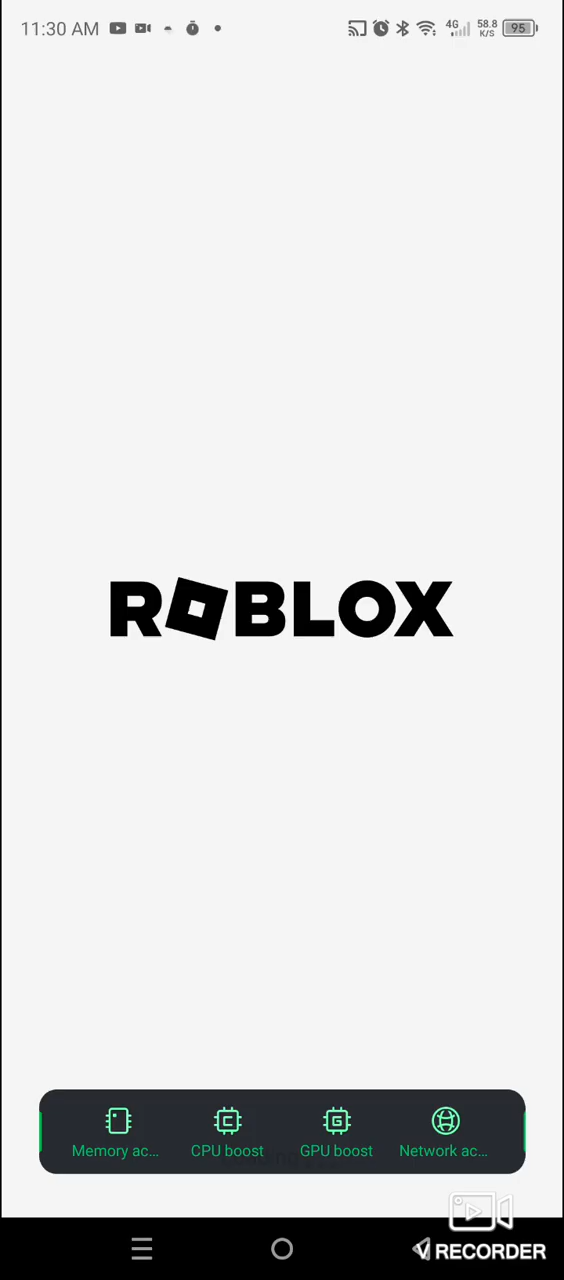 11:30 AM
4G
58.8
K/S
95
ROBLOX
Memory ac...
CPU boost
GPU boost
Network ac...
V RECORDER